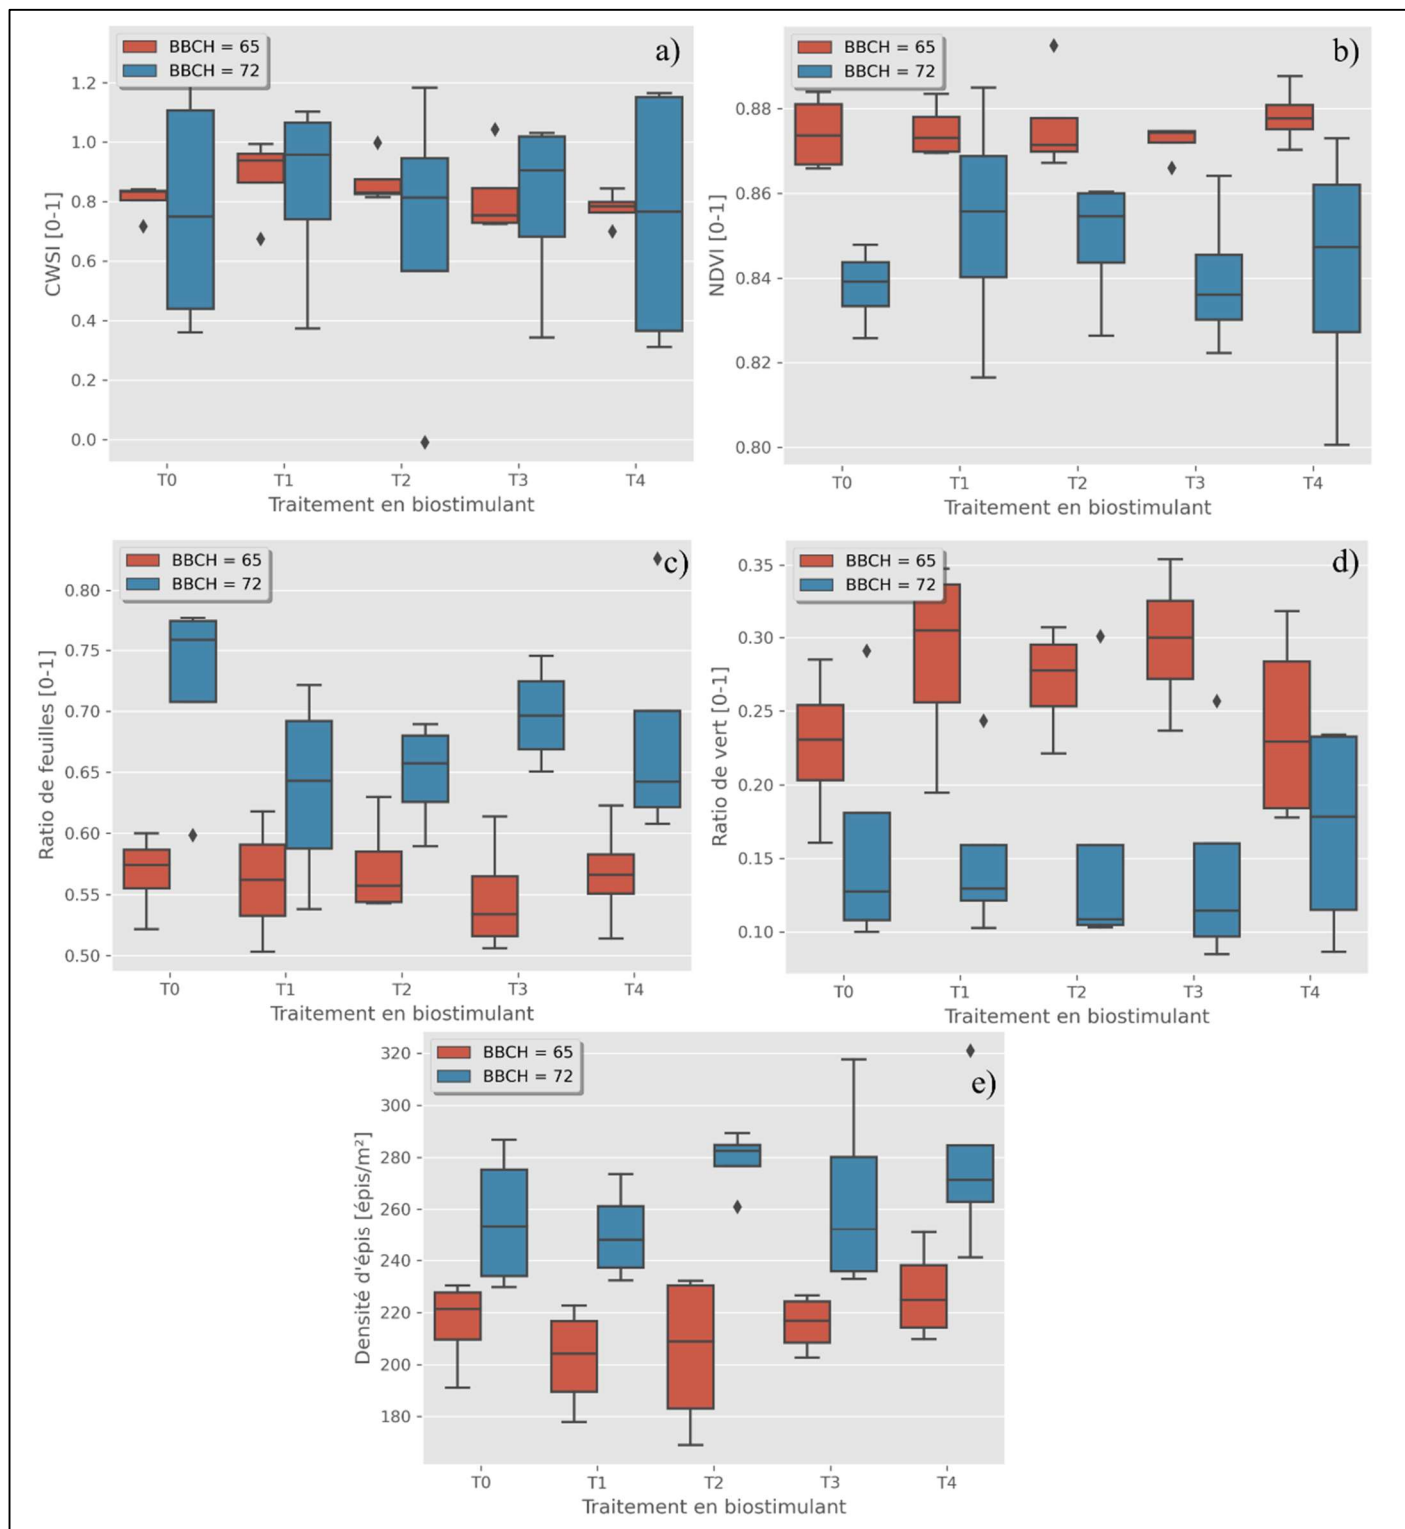 BBCH = 65
BBCH = 72
a)
CWSI [0-1]
1.2
1.0
0.8
0.6
0.4
0.2
0.0
T0 T1 T2 T3 T4
Traitement en biostimulant
BBCH = 65
BBCH = 72
b)
NDVI [0-1]
0.88
0.86
0.84
0.82
0.80
T0 T1 T2 T3 T4
Traitement en biostimulant
BBCH = 65
BBCH = 72
c)
Ratio de feuilles [0-1]
0.80
0.75
0.70
0.65
0.60
0.55
0.50
T0 T1 T2 T3 T4
Traitement en biostimulant
BBCH = 65
BBCH = 72
d)
Ratio de vert [0-1]
0.35
0.30
0.25
0.20
0.15
0.10
T0 T1 T2 T3 T4
Traitement en biostimulant
BBCH = 65
BBCH = 72
e)
Densité d'épis [épis/m²]
320
300
280
260
240
220
200
180
T0 T1 T2 T3 T4
Traitement en biostimulant